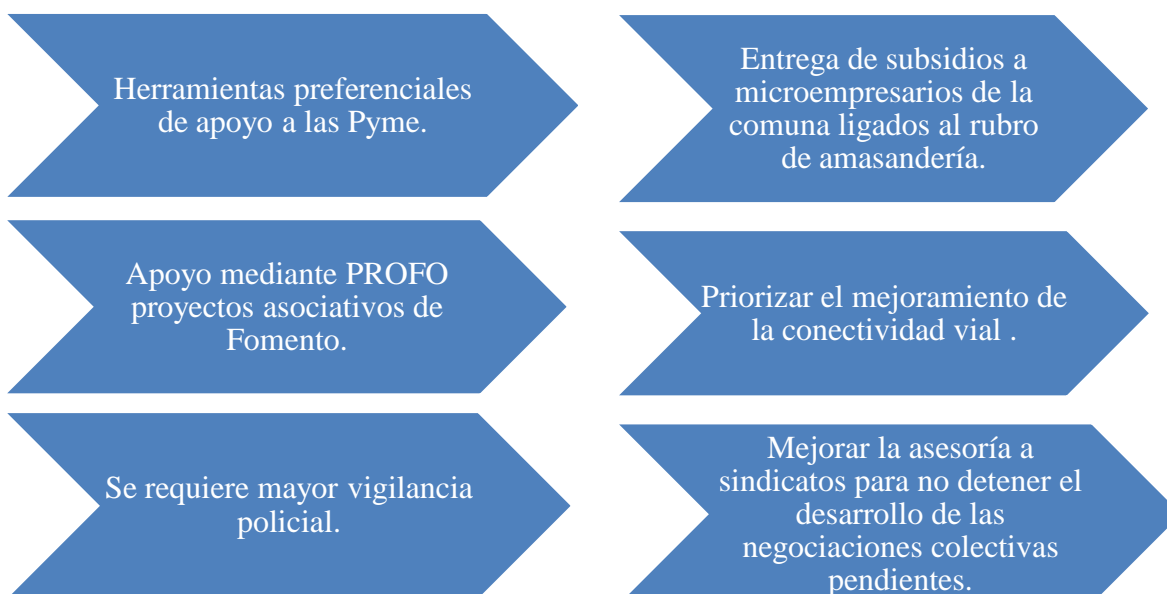 Herramientas preferenciales
de apoyo a las Pyme.
Entrega de subsidios a
microempresarios de la
comuna ligados al rubro
de amasandería.
Apoyo mediante PROFO
proyectos asociativos de
Fomento.
Priorizar el mejoramiento de
la conectividad vial .
Se requiere mayor vigilancia
policial.
Mejorar la asesoría a
sindicatos para no detener el
desarrollo de las
negociaciones colectivas
pendientes.